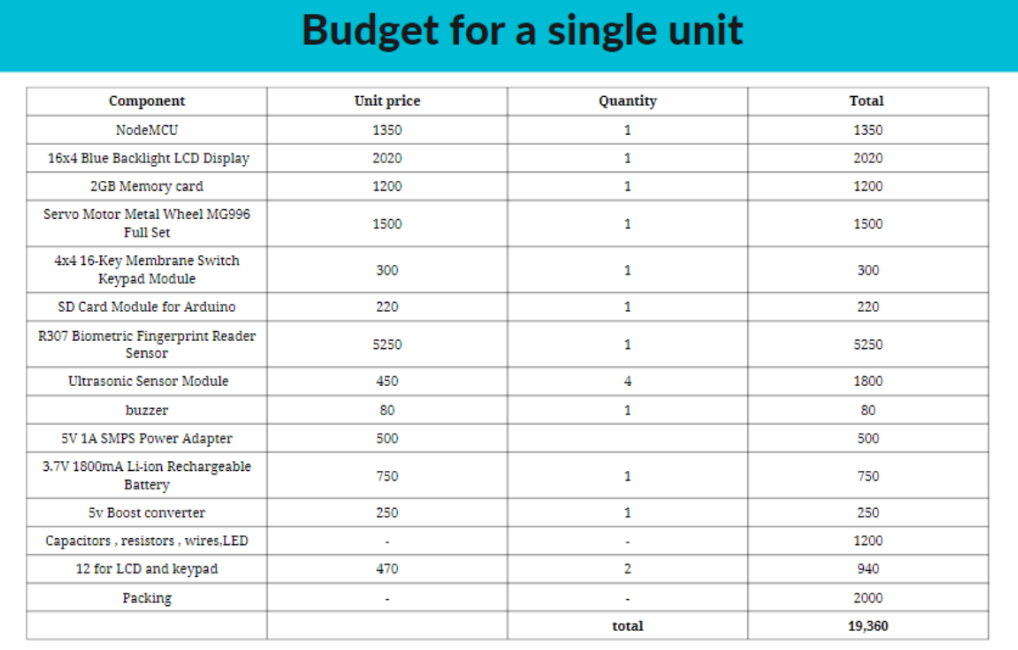 Budget for a single unit
Component Unit price Quantity Total
NodeMCU 1350 1 1350
16x4 Blue Backlight LCD Display 2020 1 2020
2GB Memory card 1200 1 1200
Servo Motor Metal Wheel MG996
Full Set 1500 1 1500
4x4 16-Key Membrane Switch
Keypad Module 300 1 300
SD Card Module for Arduino 220 1 220
R307 Biometric Fingerprint Reader
Sensor 5250 1 5250
Ultrasonic Sensor Module 450 4 1800
buzzer 80 1 80
5V 1A SMPS Power Adapter 500 500
3.7V 1800mA Li-ion Rechargeable
Battery 750 1 750
5v Boost converter 250 1 250
Capacitors , resistors , wires,LED - - 1200
12 for LCD and keypad 470 2 940
Packing - - 2000
total 19,360